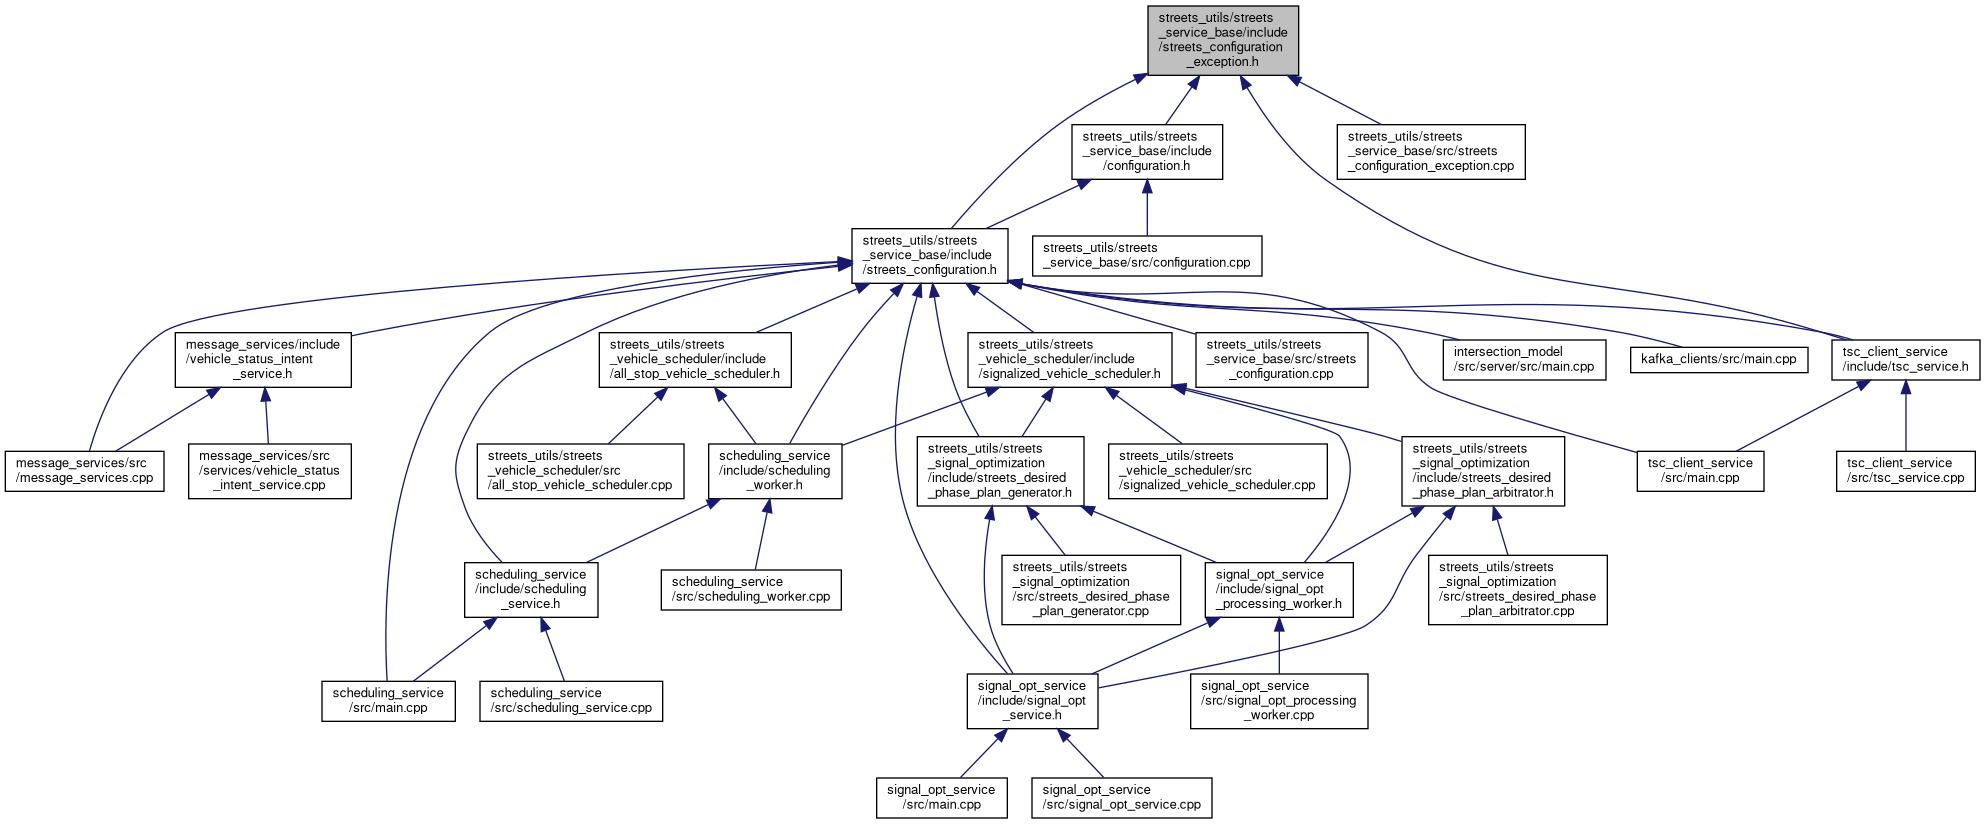 streets_utils/streets
_service_base/include
/streets_configuration
_exception.h
streets_utils/streets
_service_base/include
/configuration.h
streets_utils/streets
_service_base/src/streets
_configuration_exception.cpp
streets_utils/streets
_service_base/include
/streets_configuration.h
streets_utils/streets
_service_base/src/configuration.cpp
message_services/include
/vehicle_status_intent
_service.h
streets_utils/streets
_vehicle_scheduler/include
/all_stop_vehicle_scheduler.h
streets_utils/streets
_vehicle_scheduler/include
/signalized_vehicle_scheduler.h
streets_utils/streets
_service_base/src/streets
_configuration.cpp
intersection_model
/src/server/src/main.cpp
kafka_clients/src/main.cpp
tsc_client_service
/include/tsc_service.h
message_services/src
/message_services.cpp
message_services/src
/services/vehicle_status
_intent_service.cpp
streets_utils/streets
_vehicle_scheduler/src
/all_stop_vehicle_scheduler.cpp
scheduling_service
/include/scheduling
_worker.h
streets_utils/streets
_signal_optimization
/include/streets_desired
_phase_plan_generator.h
streets_utils/streets
_vehicle_scheduler/src
/signalized_vehicle_scheduler.cpp
streets_utils/streets
_signal_optimization
/include/streets_desired
_phase_plan_arbitrator.h
tsc_client_service
/src/main.cpp
tsc_client_service
/src/tsc_service.cpp
scheduling_service
/include/scheduling
_service.h
scheduling_service
/src/scheduling_worker.cpp
streets_utils/streets
_signal_optimization
/src/streets_desired_phase
_plan_generator.cpp
signal_opt_service
/include/signal_opt
_processing_worker.h
streets_utils/streets
_signal_optimization
/src/streets_desired_phase
_plan_arbitrator.cpp
scheduling_service
/src/main.cpp
scheduling_service
/src/scheduling_service.cpp
signal_opt_service
/include/signal_opt
_service.h
signal_opt_service
/src/signal_opt_processing
_worker.cpp
signal_opt_service
/src/main.cpp
signal_opt_service
/src/signal_opt_service.cpp